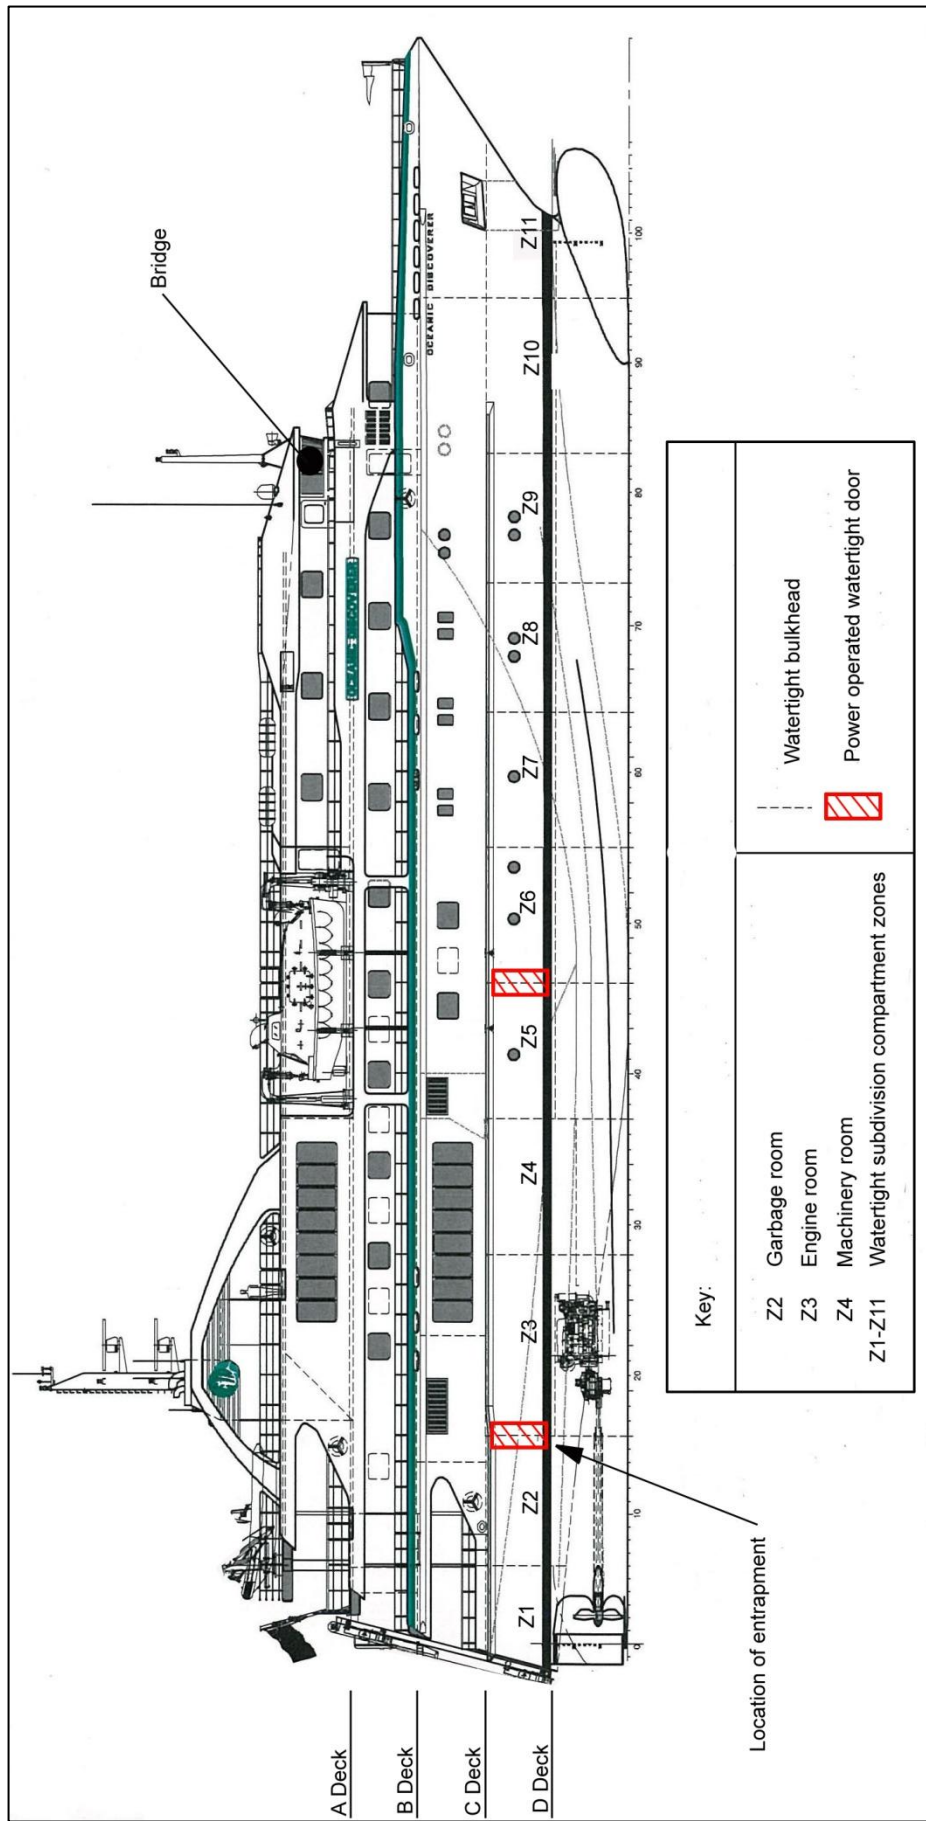 Bridge
OCEANIC DISCOVERER
OCEANIC DISCOVERER
A Deck
B Deck
C Deck
D Deck
Z1
Z2
Z3
Z4
Z5
Z6
Z7
Z8
Z9
Z10
Z11
0
10
20
30
40
50
60
70
80
90
100
Location of entrapment
Key:
Z2 Garbage room
Z3 Engine room
Z4 Machinery room
Z1-Z11 Watertight subdivision compartment zones
Watertight bulkhead
Power operated watertight door